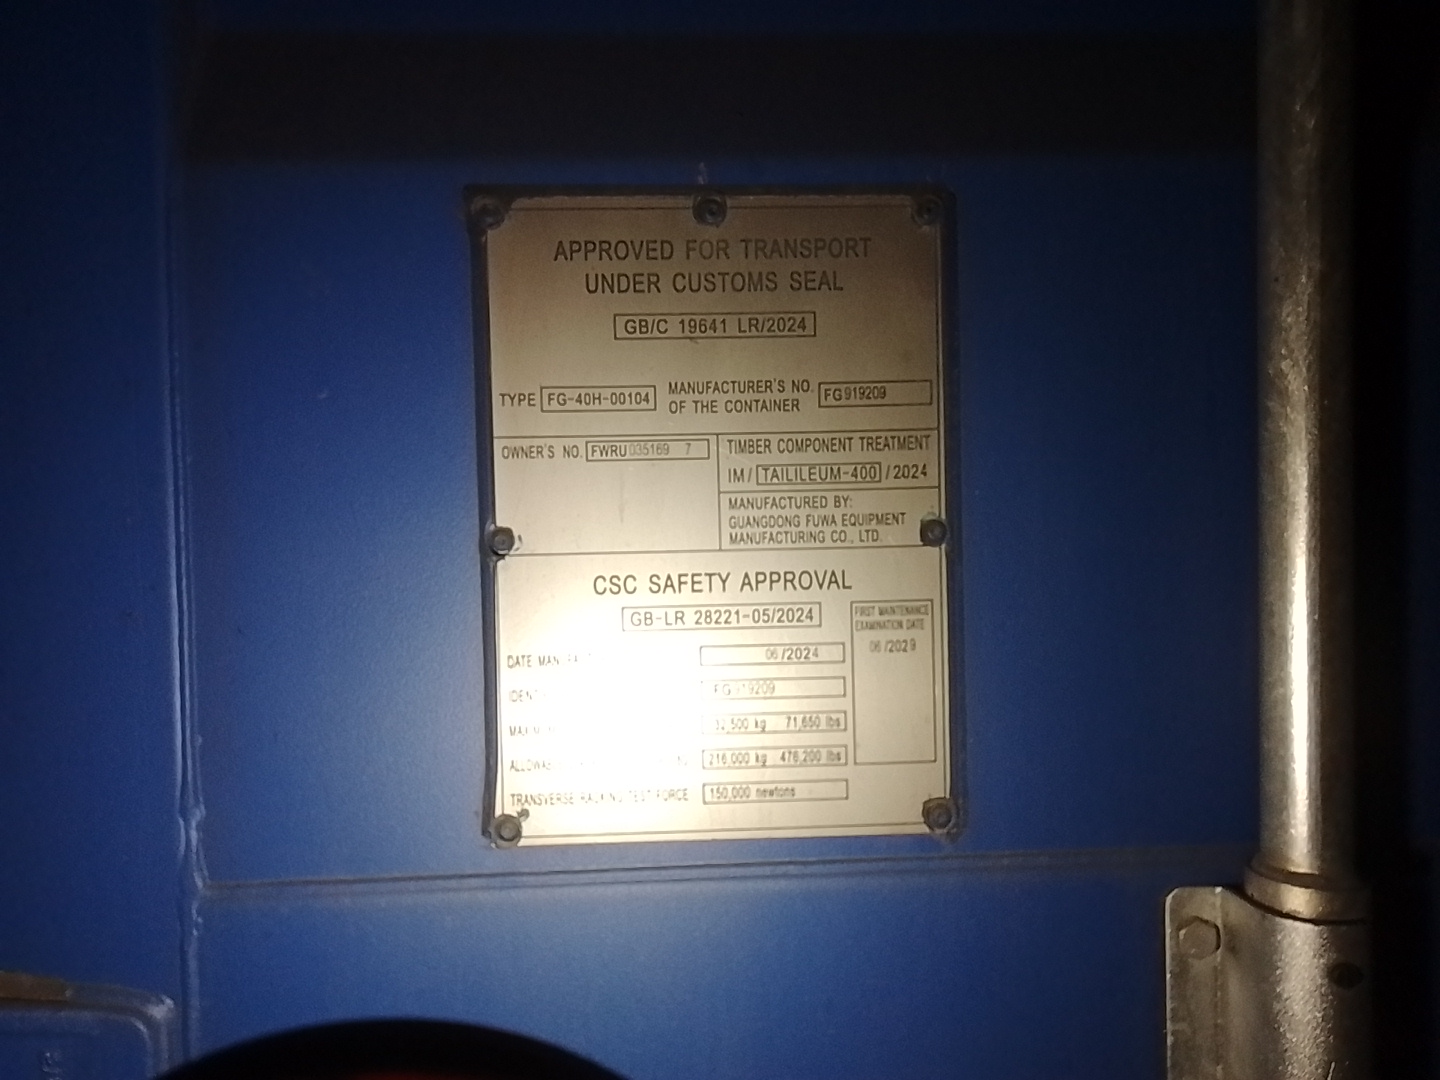 APPROVED FOR TRANSPORT
UNDER CUSTOMS SEAL
GB/C 19641 LR/2024
TYPE FG-40H-00104
MANUFACTURER'S NO.
OF THE CONTAINER
FG919209
OWNER'S NO. FWRU 035169 7
TIMBER COMPONENT TREATMENT
IM / TAILILEUM-400 / 2024
MANUFACTURED BY:
GUANGDONG FUWA EQUIPMENT
MANUFACTURING CO., LTD.
CSC SAFETY APPROVAL
GB-LR 28221-05/2024
FIRST MAINTENANCE
EXAMINATION DATE
06/2029
DATE 06/2024
71,650 lbs
216,000 kg 476,200 lbs
TRANSVERSE RACKING TEST FORCE 150,000 newtons